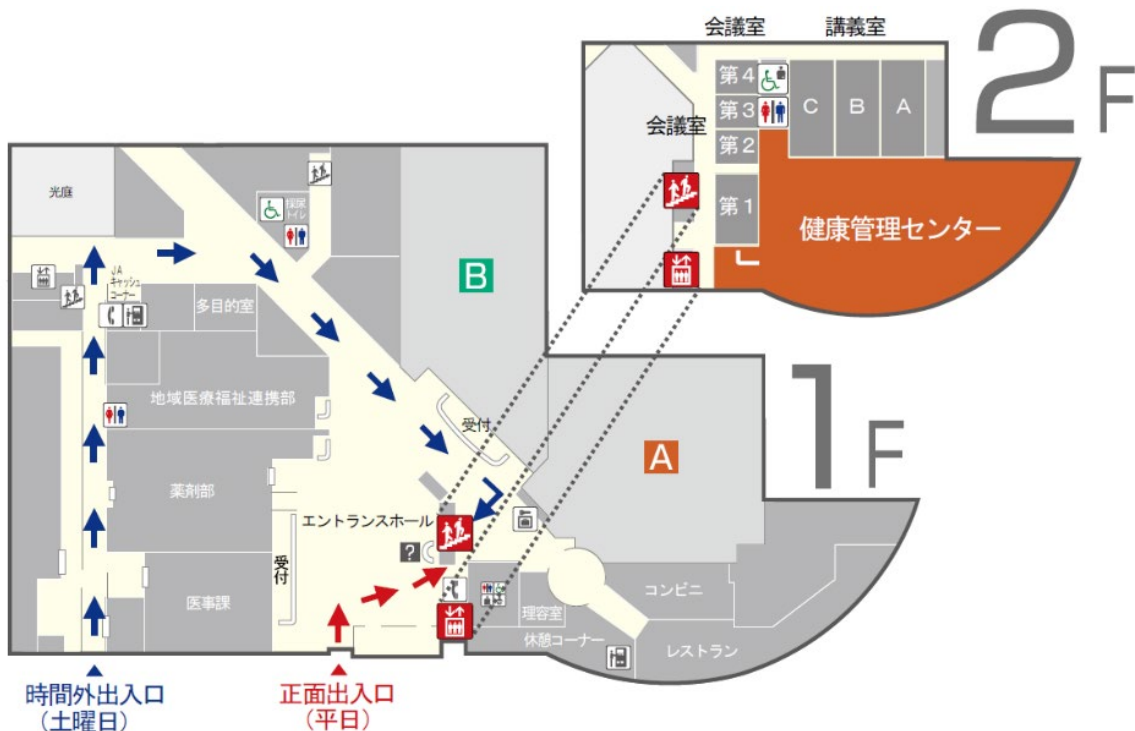 会議室
講義室
2F
第4
第3
第2
第1
会議室
C
B
A
健康管理センター
光庭
採尿
トイレ
JA
キャッシュ
コーナー
多目的室
B
地域医療福祉連携部
受付
薬剤部
A
1F
エントランスホール
?
受付
医事課
コンビニ
理容室
休憩コーナー
レストラン
時間外出入口
(土曜日)
正面出入口
(平日)